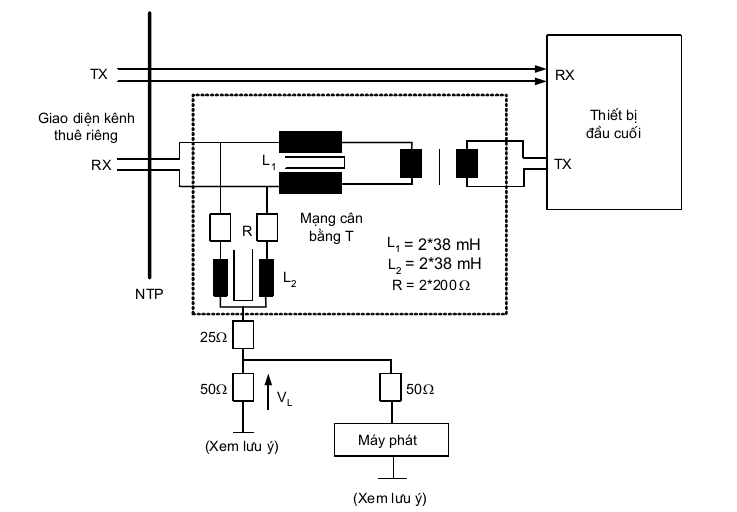 TX
RX
Giao diện kênh
thuê riêng
Thiết bị
đầu cuối
RX
L1
TX
Mạng cân
bằng T
R
L1 = 2*38 mH
L2 = 2*38 mH
R = 2*200Ω
L2
NTP
25Ω
50Ω
VL
50Ω
(Xem lưu ý)
Máy phát
(Xem lưu ý)